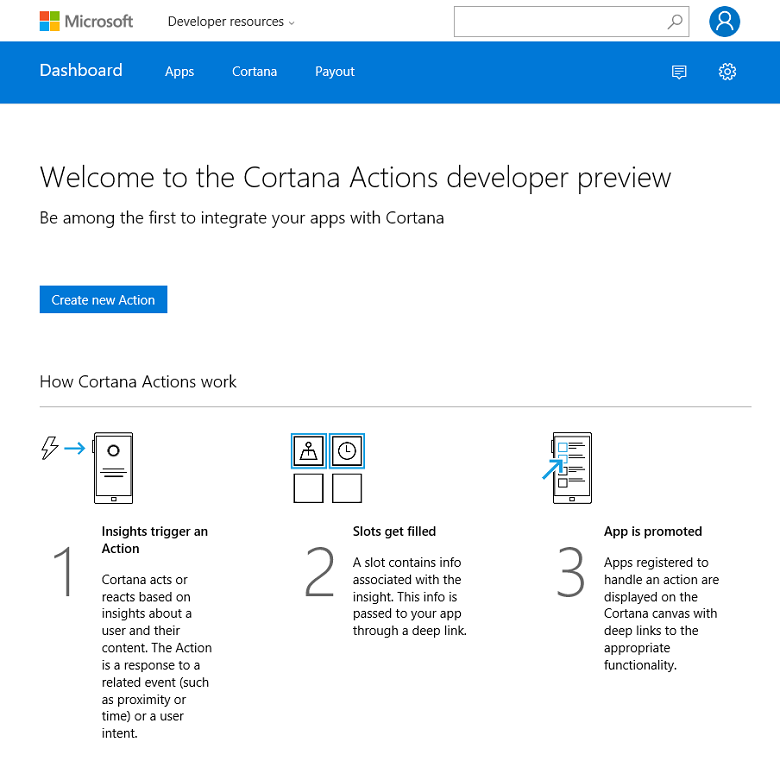 Microsoft
Developer resources
Dashboard
Apps
Cortana
Payout
Welcome to the Cortana Actions developer preview
Be among the first to integrate your apps with Cortana
Create new Action
How Cortana Actions work
1
Insights trigger an
Action
Cortana acts or
reacts based on
insights about a
user and their
content. The Action
is a response to a
related event (such
as proximity or
time) or a user
intent.
2
Slots get filled
A slot contains info
associated with the
insight. This info is
passed to your app
through a deep link.
3
App is promoted
Apps registered to
handle an action are
displayed on the
Cortana canvas with
deep links to the
appropriate
functionality.